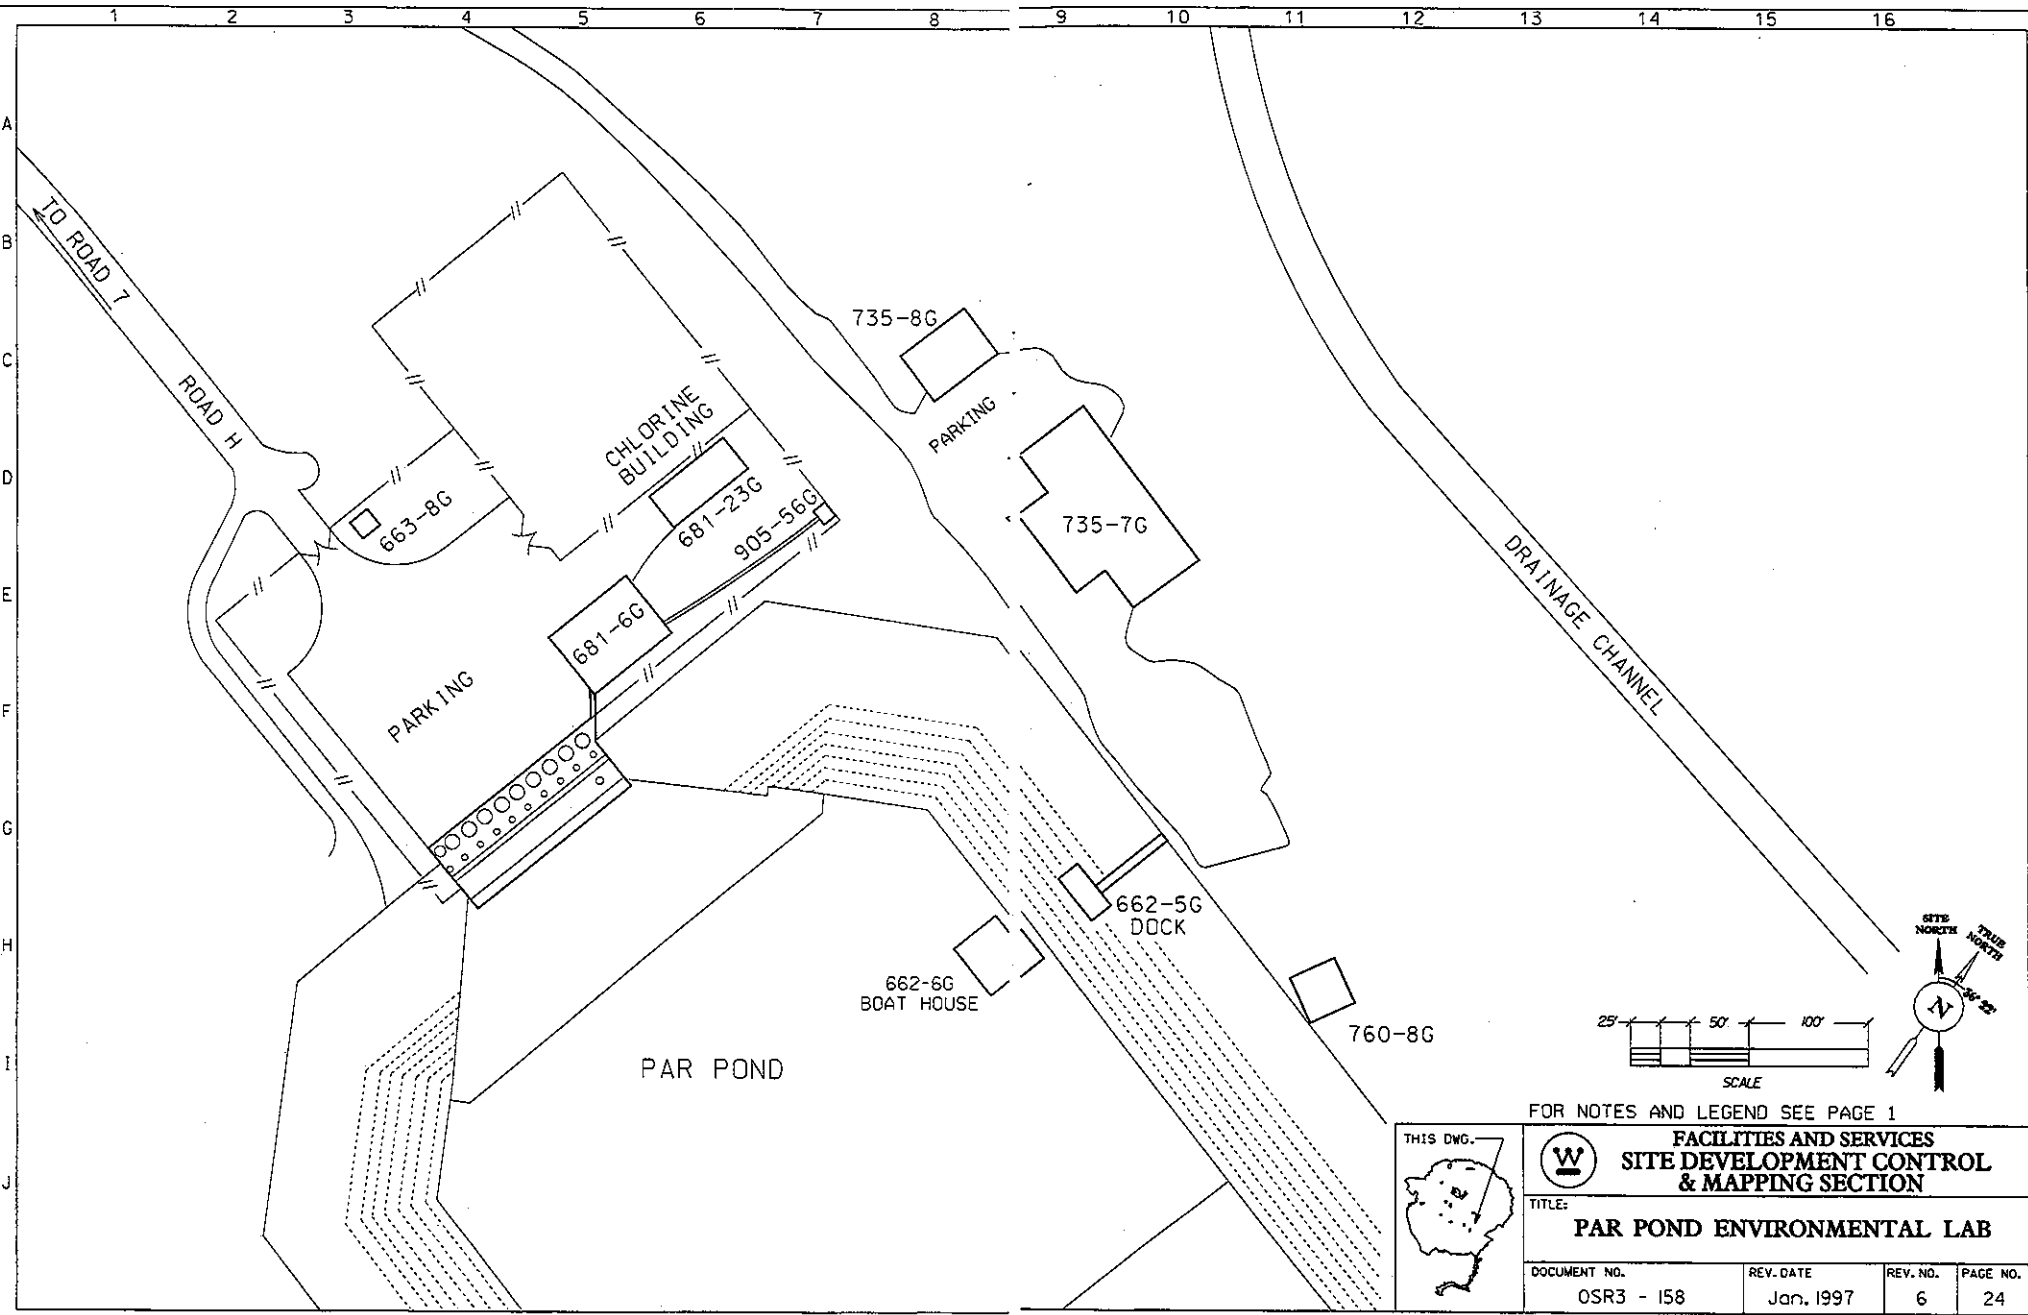 1 2 3 4 5 6 7 8 9 10 11 12 13 14 15 16
A
B
C
D
E
F
G
H
I
J
TO ROAD 7
ROAD H
663-8G
CHLORINE
BUILDING
681-23G
905-56G
681-6G
PARKING
735-8G
PARKING
735-7G
DRAINAGE CHANNEL
662-5G
DOCK
662-6G
BOAT HOUSE
760-8G
PAR POND
SITE
NORTH
TRUE
NORTH
36° 22'
N
25' 50' 100'
SCALE
FOR NOTES AND LEGEND SEE PAGE 1
THIS DWG.
W
FACILITIES AND SERVICES
SITE DEVELOPMENT CONTROL
& MAPPING SECTION
TITLE:
PAR POND ENVIRONMENTAL LAB
DOCUMENT NO.
OSR3 - 158
REV. DATE
Jan. 1997
REV. NO.
6
PAGE NO.
24